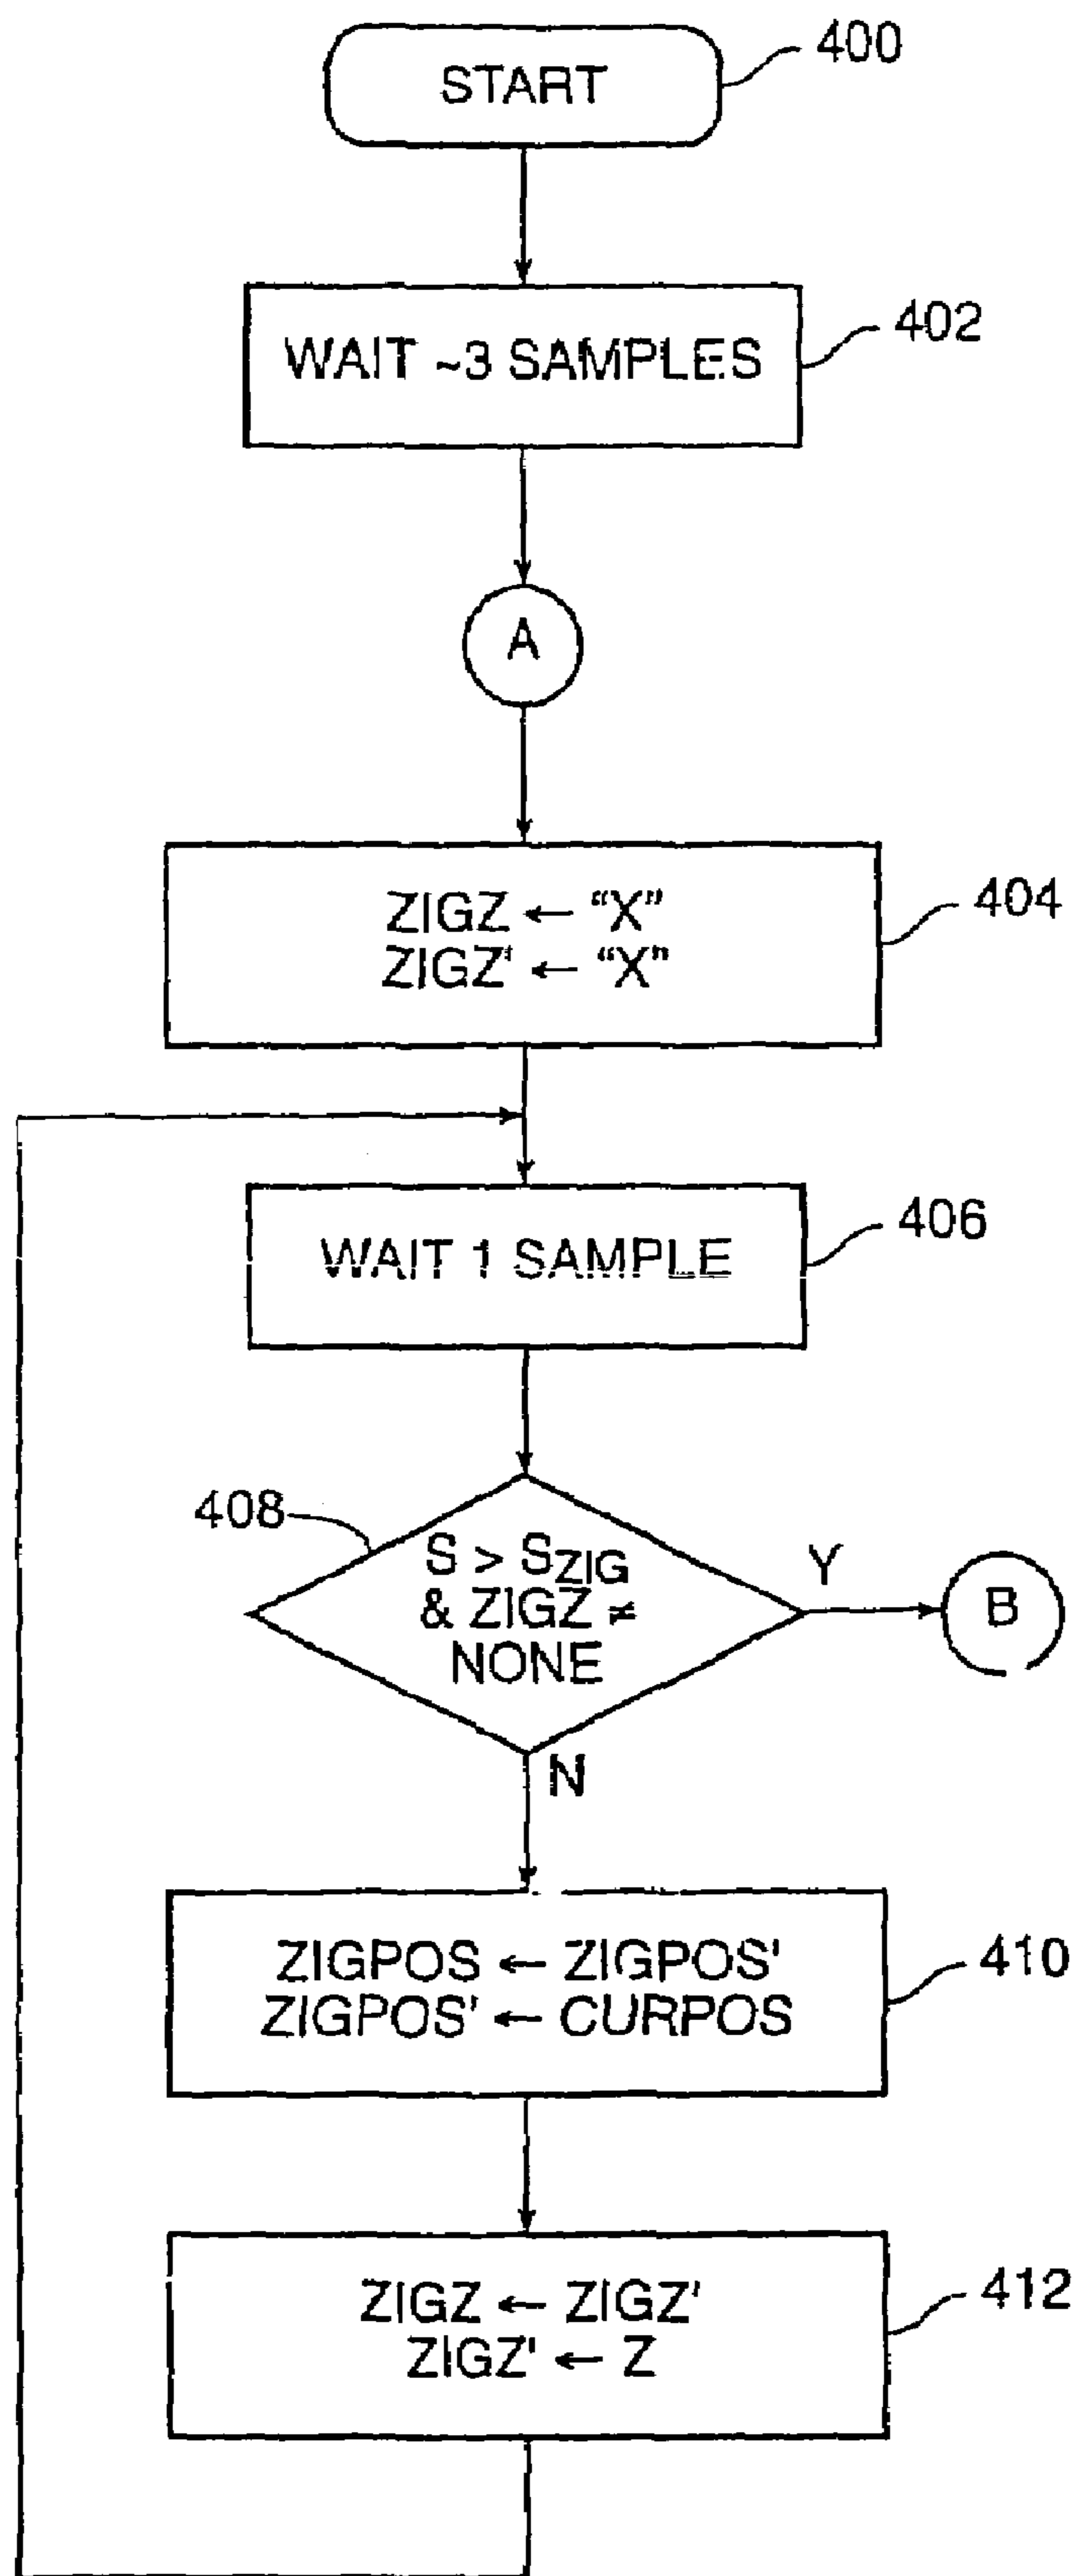 START
400
WAIT ~3 SAMPLES
402
A
ZIGZ ← “X”
ZIGZ' ← “X”
404
WAIT 1 SAMPLE
406
408
S > SZIG
& ZIGZ ≠
NONE
Y
B
N
ZIGPOS ← ZIGPOS'
ZIGPOS' ← CURPOS
410
ZIGZ ← ZIGZ'
ZIGZ' ← Z
412